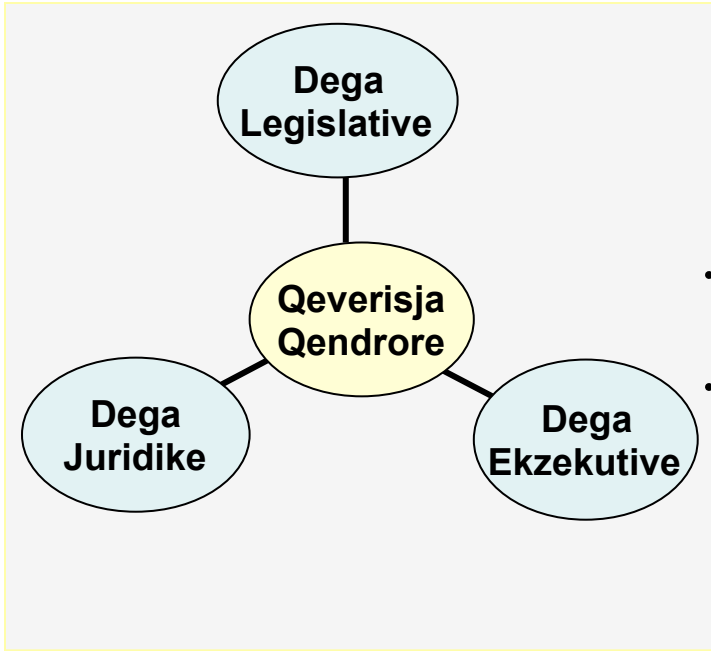 Dega
Legislative
Qeverisja
Qendrore
Dega
Juridike
Dega
Ekzekutive